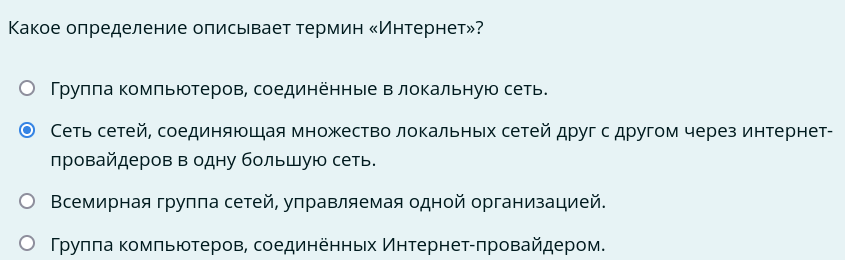 Какое определение описывает термин «Интернет»?
Группа компьютеров, соединённые в локальную сеть.
Сеть сетей, соединяющая множество локальных сетей друг с другом через интернет-
провайдеров в одну большую сеть.
Всемирная группа сетей, управляемая одной организацией.
Группа компьютеров, соединённых Интернет-провайдером.